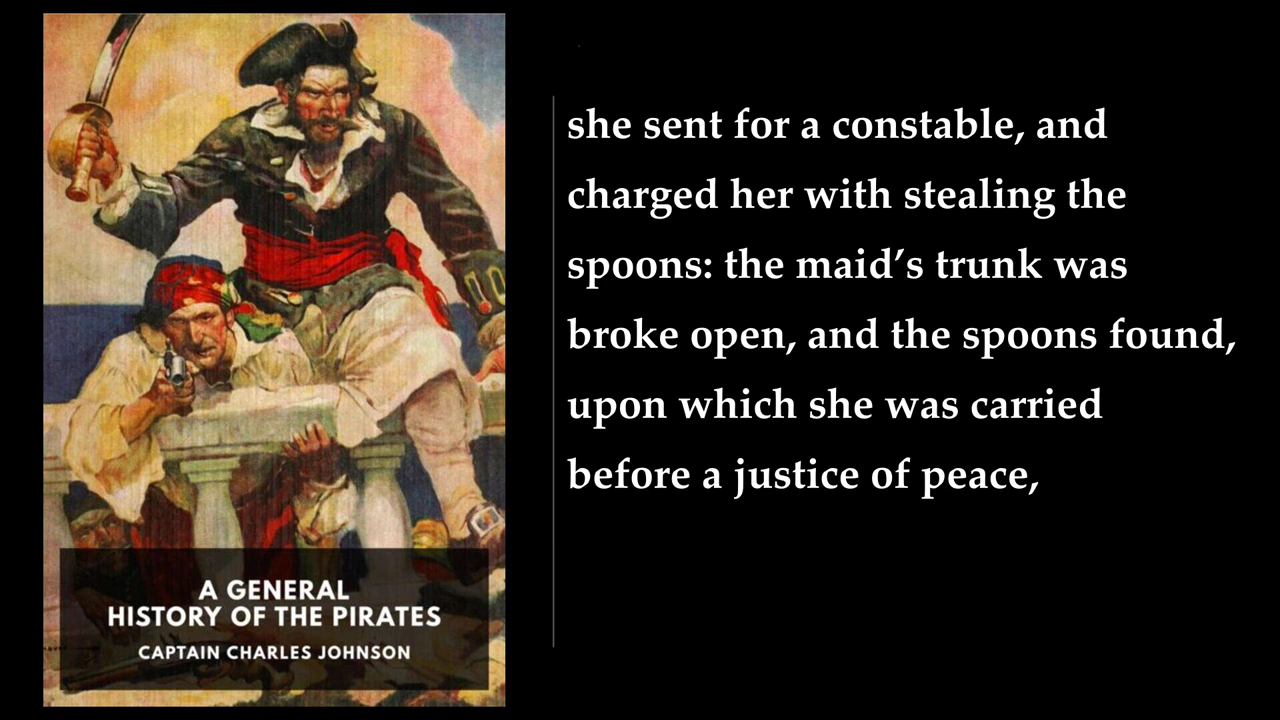 A GENERAL
HISTORY OF THE PIRATES
CAPTAIN CHARLES JOHNSON
she sent for a constable, and
charged her with stealing the
spoons: the maid’s trunk was
broke open, and the spoons found,
upon which she was carried
before a justice of peace,